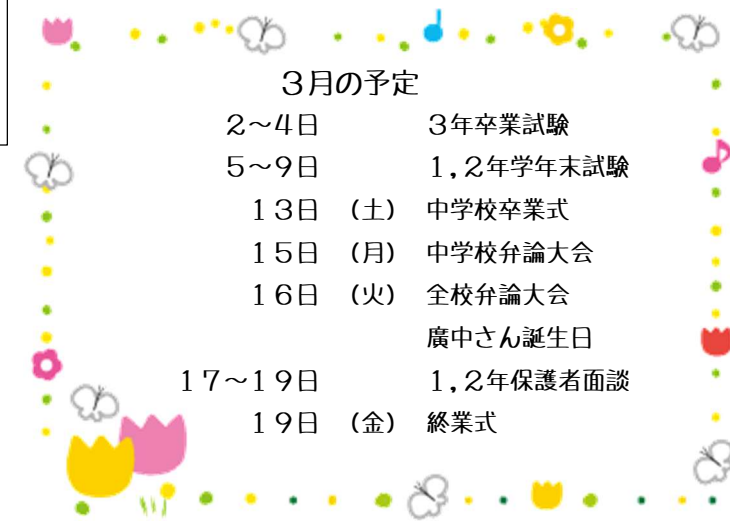 ３月の予定
２～４日　３年卒業試験
５～９日　１，２年学年末試験
１３日　（土）　中学校卒業式
１５日　（月）　中学校弁論大会
１６日　（火）　全校弁論大会
廣中さん誕生日
１７～１９日　１，２年保護者面談
１９日　（金）　終業式